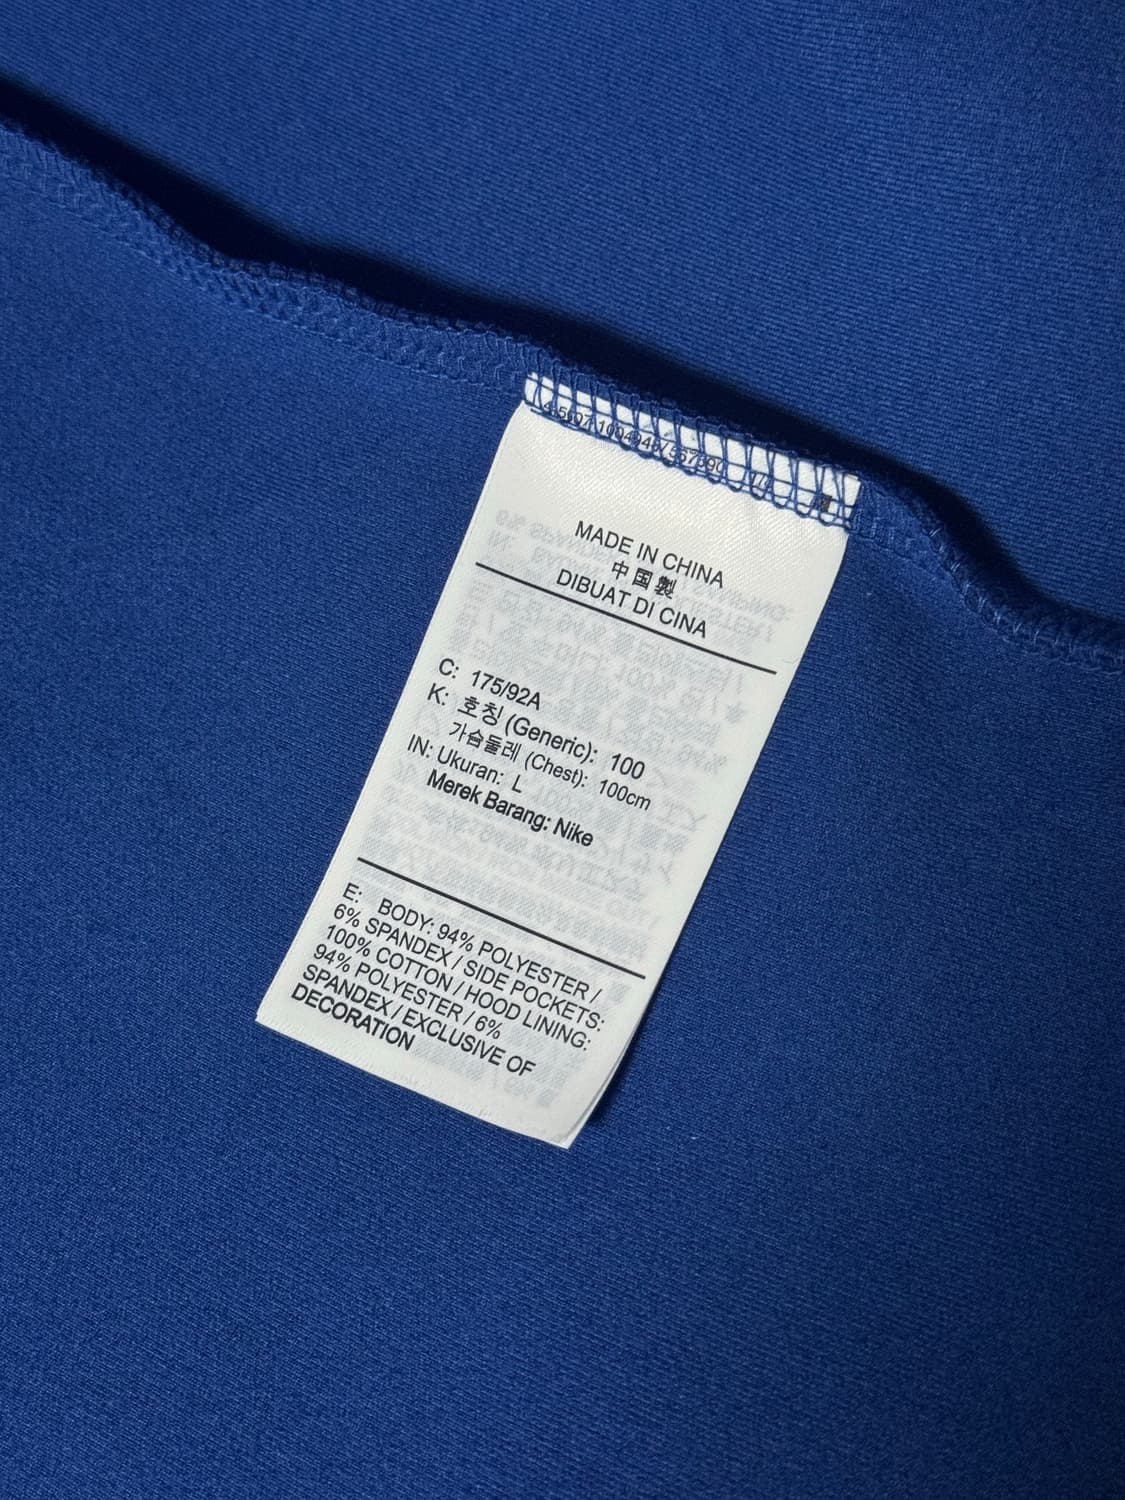 MADE IN CHINA
中国製
DIBUAT DI CINA
C: 175/92A
K: 호칭 (Generic): 100
가슴둘레 (Chest): 100cm
IN: Ukuran: L
Merek Barang: Nike
E: BODY: 94% POLYESTER /
6% SPANDEX / SIDE POCKETS:
100% COTTON / HOOD LINING:
94% POLYESTER / 6%
SPANDEX / EXCLUSIVE OF
DECORATION